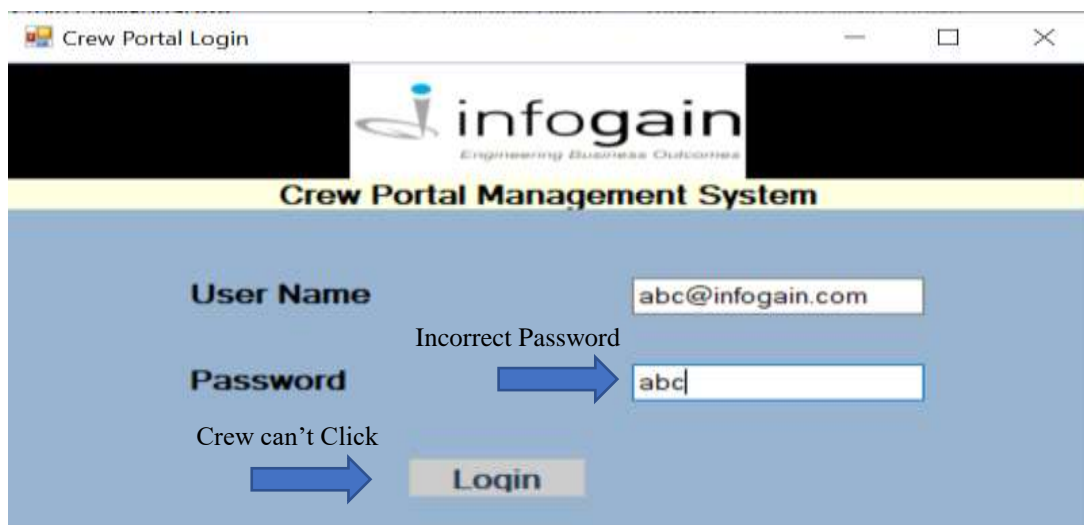 Crew Portal Login
infogain
Engineering Business Outcomes
Crew Portal Management System
User Name
abc@infogain.com
Incorrect Password
Password
abc
Crew can’t Click
Login